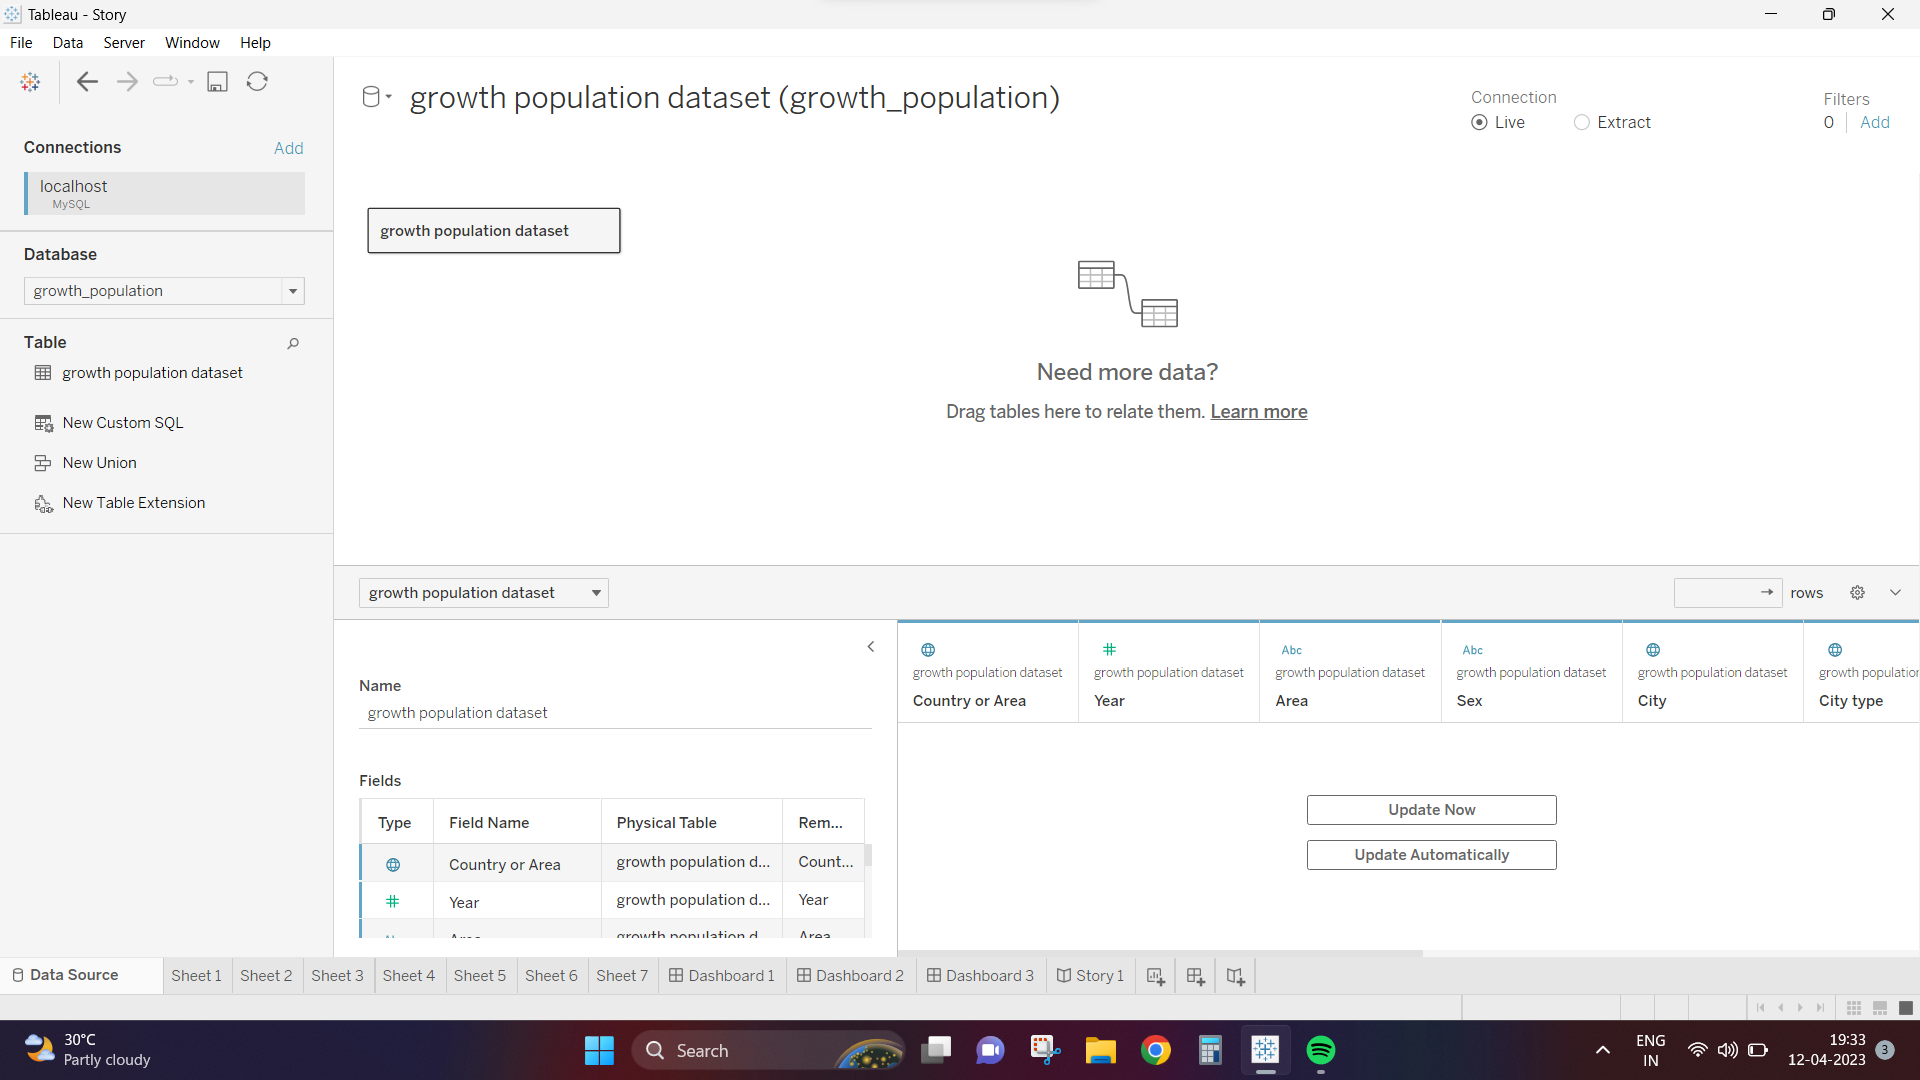 Tableau - Story
File Data Server Window Help
Connections Add
localhost
MySQL
Database
growth_population
Table
growth population dataset
New Custom SQL
New Union
New Table Extension
growth population dataset (growth_population)
Connection
Live Extract
Filters
0 Add
growth population dataset
Need more data?
Drag tables here to relate them. Learn more
growth population dataset
rows
Name
growth population dataset
Fields
Type Field Name Physical Table Rem...
Country or Area growth population d... Count...
Year growth population d... Year
Area growth population d Area
growth population dataset growth population dataset growth population dataset growth population dataset growth population dataset growth population
Abc Abc
Country or Area Year Area Sex City City type
Update Now
Update Automatically
Data Source Sheet 1 Sheet 2 Sheet 3 Sheet 4 Sheet 5 Sheet 6 Sheet 7 Dashboard 1 Dashboard 2 Dashboard 3 Story 1
30°C
Partly cloudy
Search
ENG
IN
19:33
12-04-2023
3